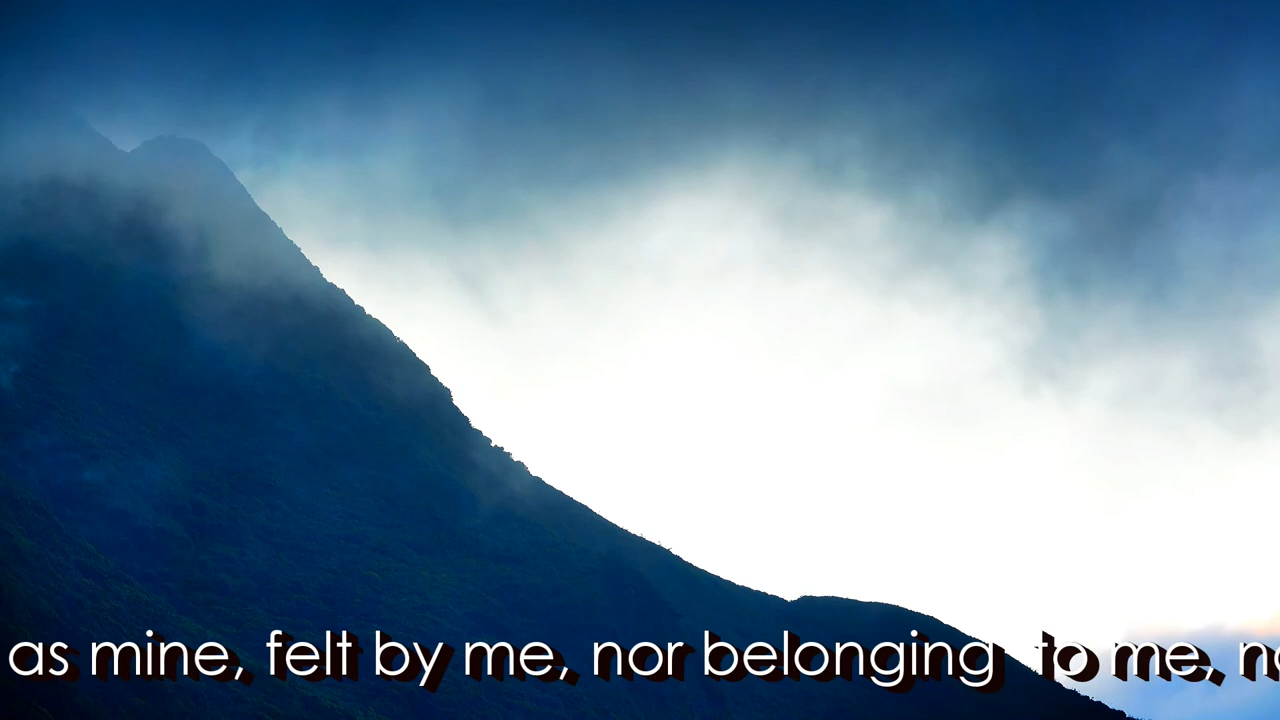 as mine, felt by me, nor belonging to me,